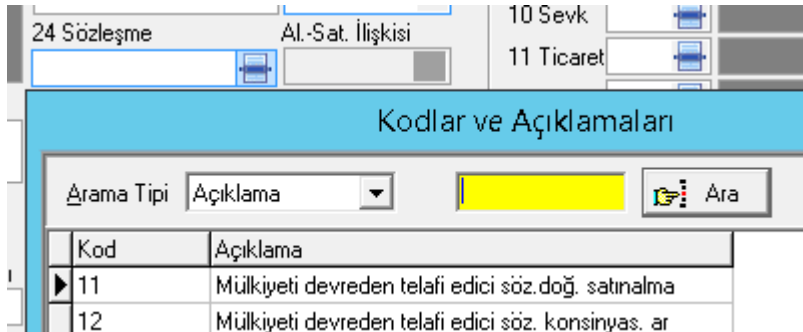 10 Sevk
24 Sözleşme Al.-Sat. İlişkisi
11 Ticaret
Kodlar ve Açıklamaları
Arama Tipi Açıklama Ara
Kod Açıklama
11 Mülkiyeti devreden telafi edici söz.doğ. satınalma
12 Mülkiyeti devreden telafi edici söz. konsinyas. ar